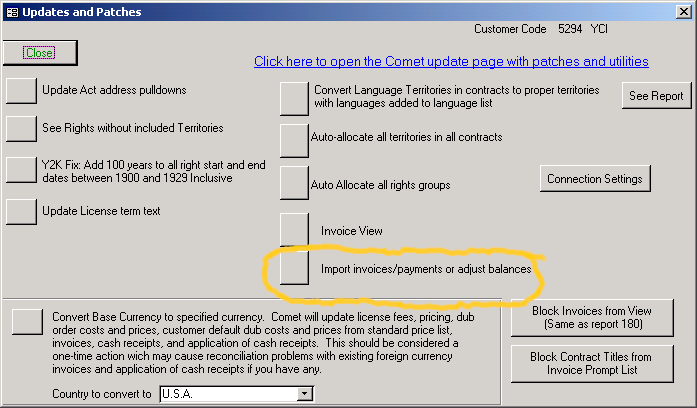 Updates and Patches
Customer Code 5294 YCI
Close
Click here to open the Comet update page with patches and utilities
Update Act address pulldowns
See Rights without included Territories
Y2K Fix: Add 100 years to all right start and end
dates between 1900 and 1929 Inclusive
Update License term text
Convert Language Territories in contracts to proper territories
with languages added to language list
See Report
Auto-allocate all territories in all contracts
Auto Allocate all rights groups
Connection Settings
Invoice View
Import invoices/payments or adjust balances
Convert Base Currency to specified currency. Comet will update license fees, pricing, dub
order costs and prices, customer default dub costs and prices from standard price list,
invoices, cash receipts, and application of cash receipts. This should be considered a
one-time action wich may cause reconciliation problems with existing foreign currency
invoices and application of cash receipts if you have any.
Country to convert to U.S.A.
Block Invoices from View
(Same as report 180)
Block Contract Titles from
Invoice Prompt List